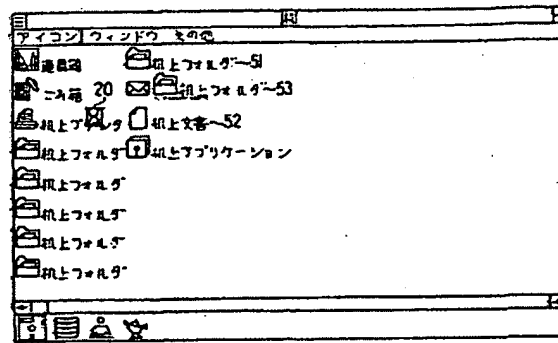 机上
アイコン ウィンドウ その他
道具箱 机上フォルダ~51
ごみ箱 20 机上フォルダ~53
机上プリンタ 机上文書~52
机上フォルダ 机上アプリケーション
机上フォルダ
机上フォルダ
机上フォルダ
机上フォルダ